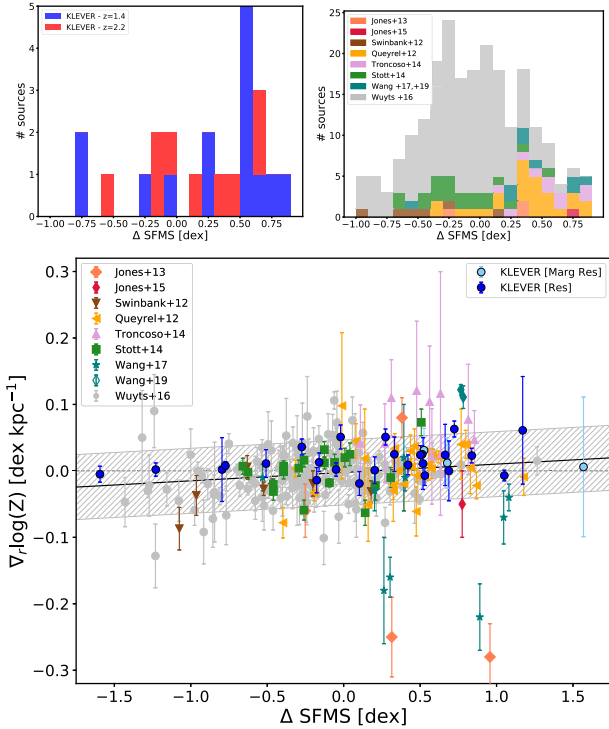 KLEVER - z=1.4
KLEVER - z=2.2
# sources
5
4
3
2
1
0
−1.00 −0.75 −0.50 −0.25 0.00 0.25 0.50 0.75
Δ SFMS [dex]
Jones+13
Jones+15
Swinbank+12
Queyrel+12
Troncoso+14
Stott+14
Wang +17,+19
Wuyts +16
# sources
25
20
15
10
5
0
−1.00 −0.75 −0.50 −0.25 0.00 0.25 0.50 0.75
Δ SFMS [dex]
Jones+13
Jones+15
Swinbank+12
Queyrel+12
Troncoso+14
Stott+14
Wang+17
Wang+19
Wuyts+16
KLEVER [Marg Res]
KLEVER [Res]
∇rlog(Z) [dex kpc−1]
0.3
0.2
0.1
0.0
−0.1
−0.2
−0.3
−1.5 −1.0 −0.5 0.0 0.5 1.0 1.5
Δ SFMS [dex]